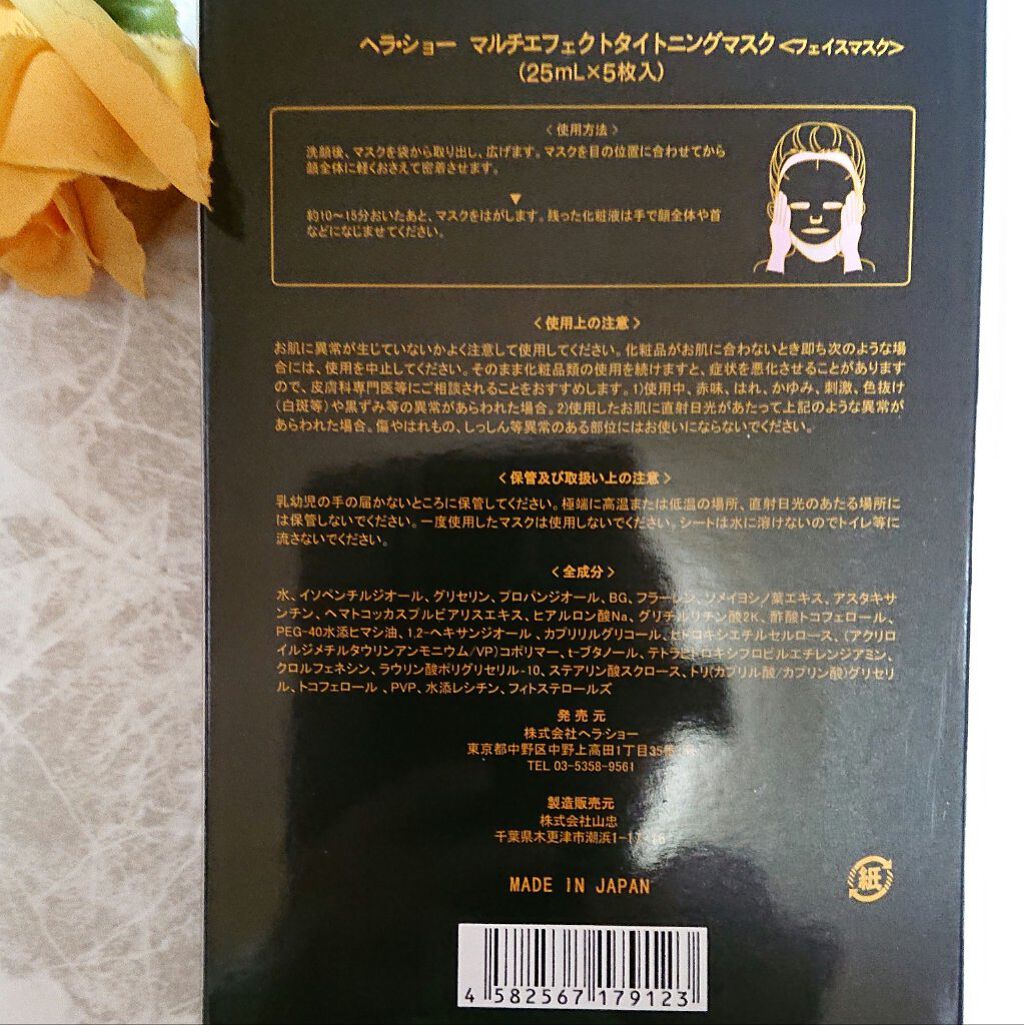 ヘラ・ショー マルチエフェクトタイトニングマスク<フェイスマスク>
(25mL×5枚入)
〈使用方法〉
洗顔後、マスクを袋から取り出し、広げます。マスクを目の位置に合わせてから
顔全体に軽くおさえて密着させます。
▼
約10〜15分おいたあと、マスクをはがします。残った化粧液は手で顔全体や首
などになじませてください。
〈使用上の注意〉
お肌に異常が生じていないかよく注意して使用してください。化粧品がお肌に合わないとき即ち次のような場
合には、使用を中止してください。そのまま化粧品類の使用を続けますと、症状を悪化させることがあります
ので、皮膚科専門医等にご相談されることをおすすめします。1)使用中、赤味、はれ、かゆみ、刺激、色抜け
(白斑等)や黒ずみ等の異常があらわれた場合。2)使用したお肌に直射日光があたって上記のような異常が
あらわれた場合。傷やはれもの、しっしん等異常のある部位にはお使いにならないでください。
〈保管及び取扱い上の注意〉
乳幼児の手の届かないところに保管してください。極端に高温または低温の場所、直射日光のあたる場所に
は保管しないでください。一度使用したマスクは使用しないでください。シートは水に溶けないのでトイレ等に
流さないでください。
〈全成分〉
水、イソペンチルジオール、グリセリン、プロパンジオール、BG、フラーレン、ソメイヨシノ葉エキス、アスタキサ
ンチン、ヘマトコッカスプルビアリスエキス、ヒアルロン酸Na、グリチルリチン酸2K、酢酸トコフェロール、
PEG-40水添ヒマシ油、1,2-ヘキサンジオール、カプリリルグリコール、ヒドロキシエチルセルロース、(アクリロ
イルジメチルタウリンアンモニウム/VP)コポリマー、t-ブタノール、テトラヒドロキシプロピルエチレンジアミン、
クロルフェネシン、ラウリン酸ポリグリセリル-10、ステアリン酸スクロース、トリ(カプリル酸/カプリン酸)グリセリ
ル、トコフェロール、PVP、水添レシチン、フィトステロールズ
発売元
株式会社ヘラショー
東京都中野区中野上高田1丁目35
TEL 03-5358-9561
製造販売元
株式会社山忠
千葉県木更津市潮浜1-17
MADE IN JAPAN
紙
4 582567 179123